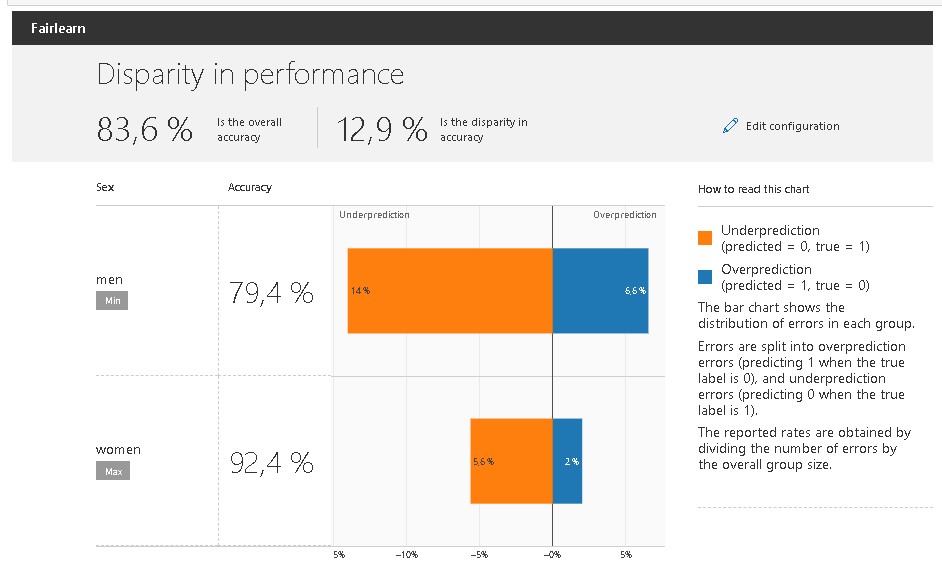 Fairlearn
Disparity in performance
83,6 %
Is the overall
accuracy
12,9 %
Is the disparity in
accuracy
Edit configuration
Sex
Accuracy
Underprediction
Overprediction
men
Min
79,4 %
14 %
6,6 %
women
Max
92,4 %
5,6 %
2 %
5%
−10%
−5%
−0%
5%
How to read this chart
Underprediction
(predicted = 0, true = 1)
Overprediction
(predicted = 1, true = 0)
The bar chart shows the
distribution of errors in each group.
Errors are split into overprediction
errors (predicting 1 when the true
label is 0), and underprediction
errors (predicting 0 when the true
label is 1).
The reported rates are obtained by
dividing the number of errors by
the overall group size.